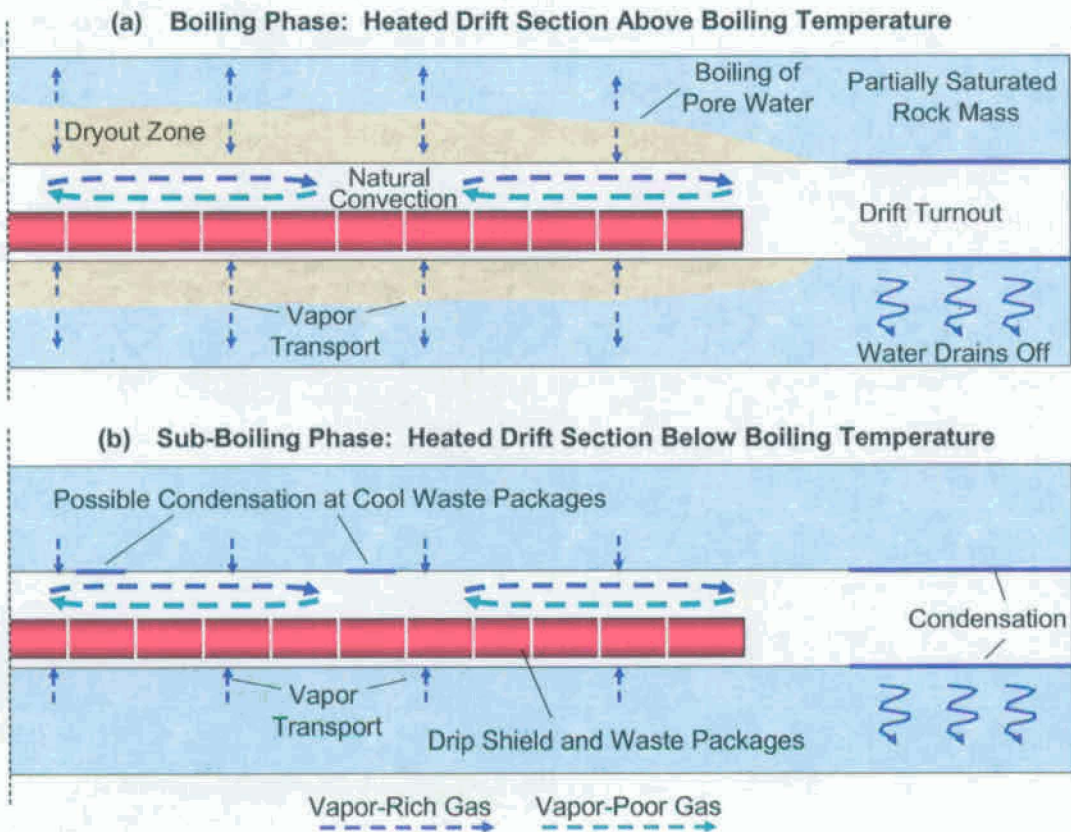 (a) Boiling Phase: Heated Drift Section Above Boiling Temperature
Boiling of
Pore Water
Partially Saturated
Rock Mass
Dryout Zone
Natural
Convection
Drift Turnout
Vapor
Transport
Water Drains Off
(b) Sub-Boiling Phase: Heated Drift Section Below Boiling Temperature
Possible Condensation at Cool Waste Packages
Condensation
Vapor
Transport
Drip Shield and Waste Packages
Vapor-Rich Gas
Vapor-Poor Gas